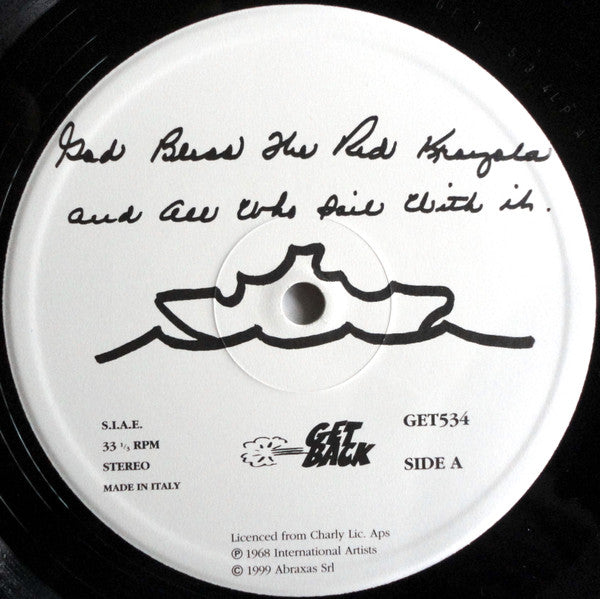 God Bless The Red Krayola
and All Who Sail With it.
S.I.A.E.
33 ⅓ RPM
STEREO
MADE IN ITALY
GET BACK
GET534
SIDE A
Licenced from Charly Lic. Aps
Ⓟ 1968 International Artists
© 1999 Abraxas Srl